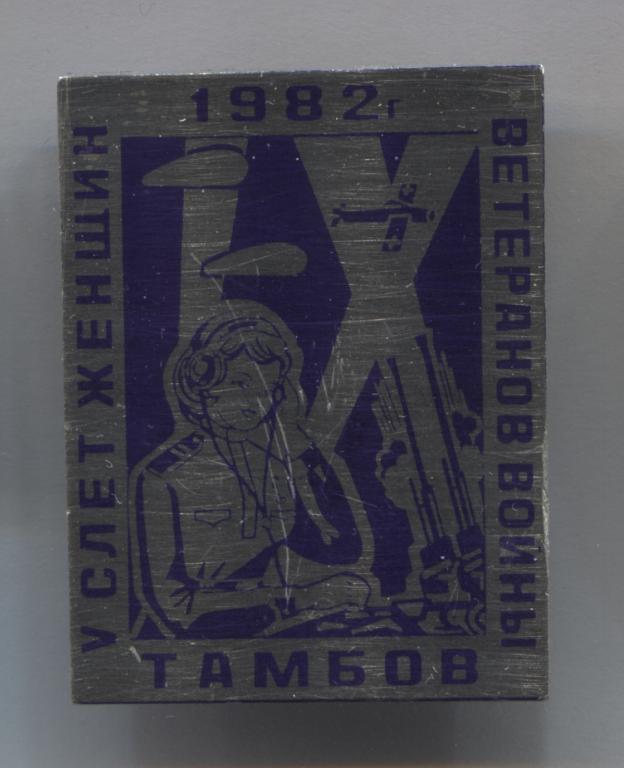 1982г
V СЛЕТ ЖЕНЩИН
ВЕТЕРАНОВ ВОЙНЫ
ТАМБОВ